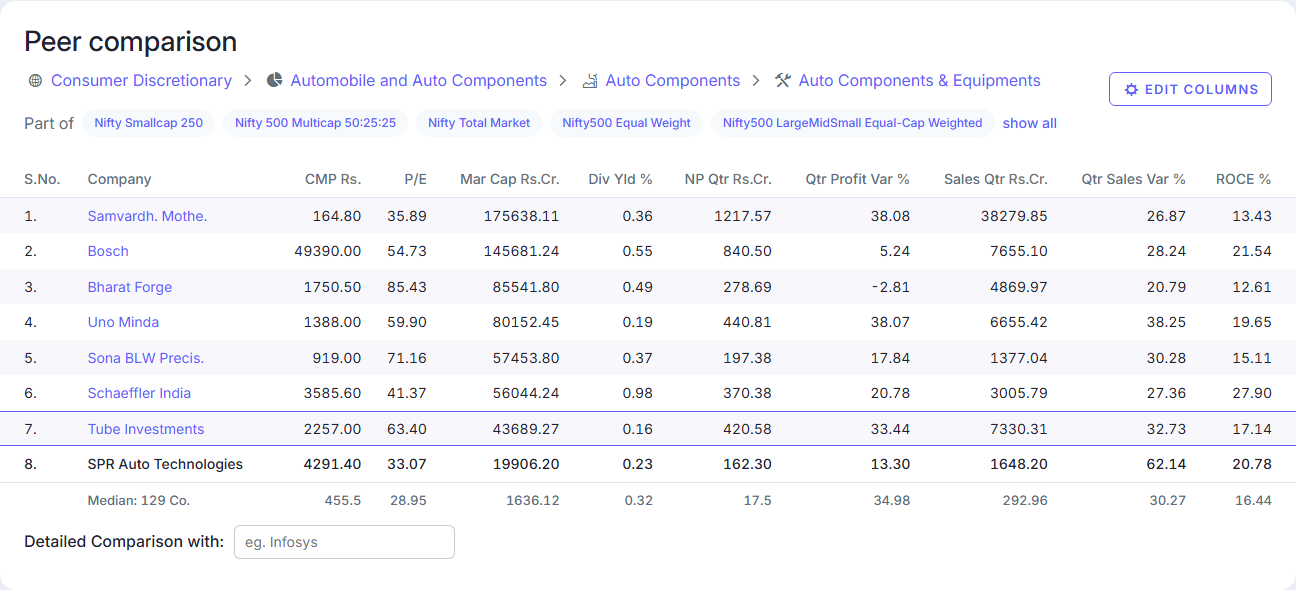 Peer comparison
Consumer Discretionary > Automobile and Auto Components > Auto Components > Auto Components & Equipments
EDIT COLUMNS
Part of Nifty Smallcap 250 Nifty 500 Multicap 50:25:25 Nifty Total Market Nifty500 Equal Weight Nifty500 LargeMidSmall Equal-Cap Weighted show all
S.No. Company CMP Rs. P/E Mar Cap Rs.Cr. Div Yld % NP Qtr Rs.Cr. Qtr Profit Var % Sales Qtr Rs.Cr. Qtr Sales Var % ROCE %
1. Samvardh. Mothe. 164.80 35.89 175638.11 0.36 1217.57 38.08 38279.85 26.87 13.43
2. Bosch 49390.00 54.73 145681.24 0.55 840.50 5.24 7655.10 28.24 21.54
3. Bharat Forge 1750.50 85.43 85541.80 0.49 278.69 -2.81 4869.97 20.79 12.61
4. Uno Minda 1388.00 59.90 80152.45 0.19 440.81 38.07 6655.42 38.25 19.65
5. Sona BLW Precis. 919.00 71.16 57453.80 0.37 197.38 17.84 1377.04 30.28 15.11
6. Schaeffler India 3585.60 41.37 56044.24 0.98 370.38 20.78 3005.79 27.36 27.90
7. Tube Investments 2257.00 63.40 43689.27 0.16 420.58 33.44 7330.31 32.73 17.14
8. SPR Auto Technologies 4291.40 33.07 19906.20 0.23 162.30 13.30 1648.20 62.14 20.78
Median: 129 Co. 455.5 28.95 1636.12 0.32 17.5 34.98 292.96 30.27 16.44
Detailed Comparison with: eg. Infosys